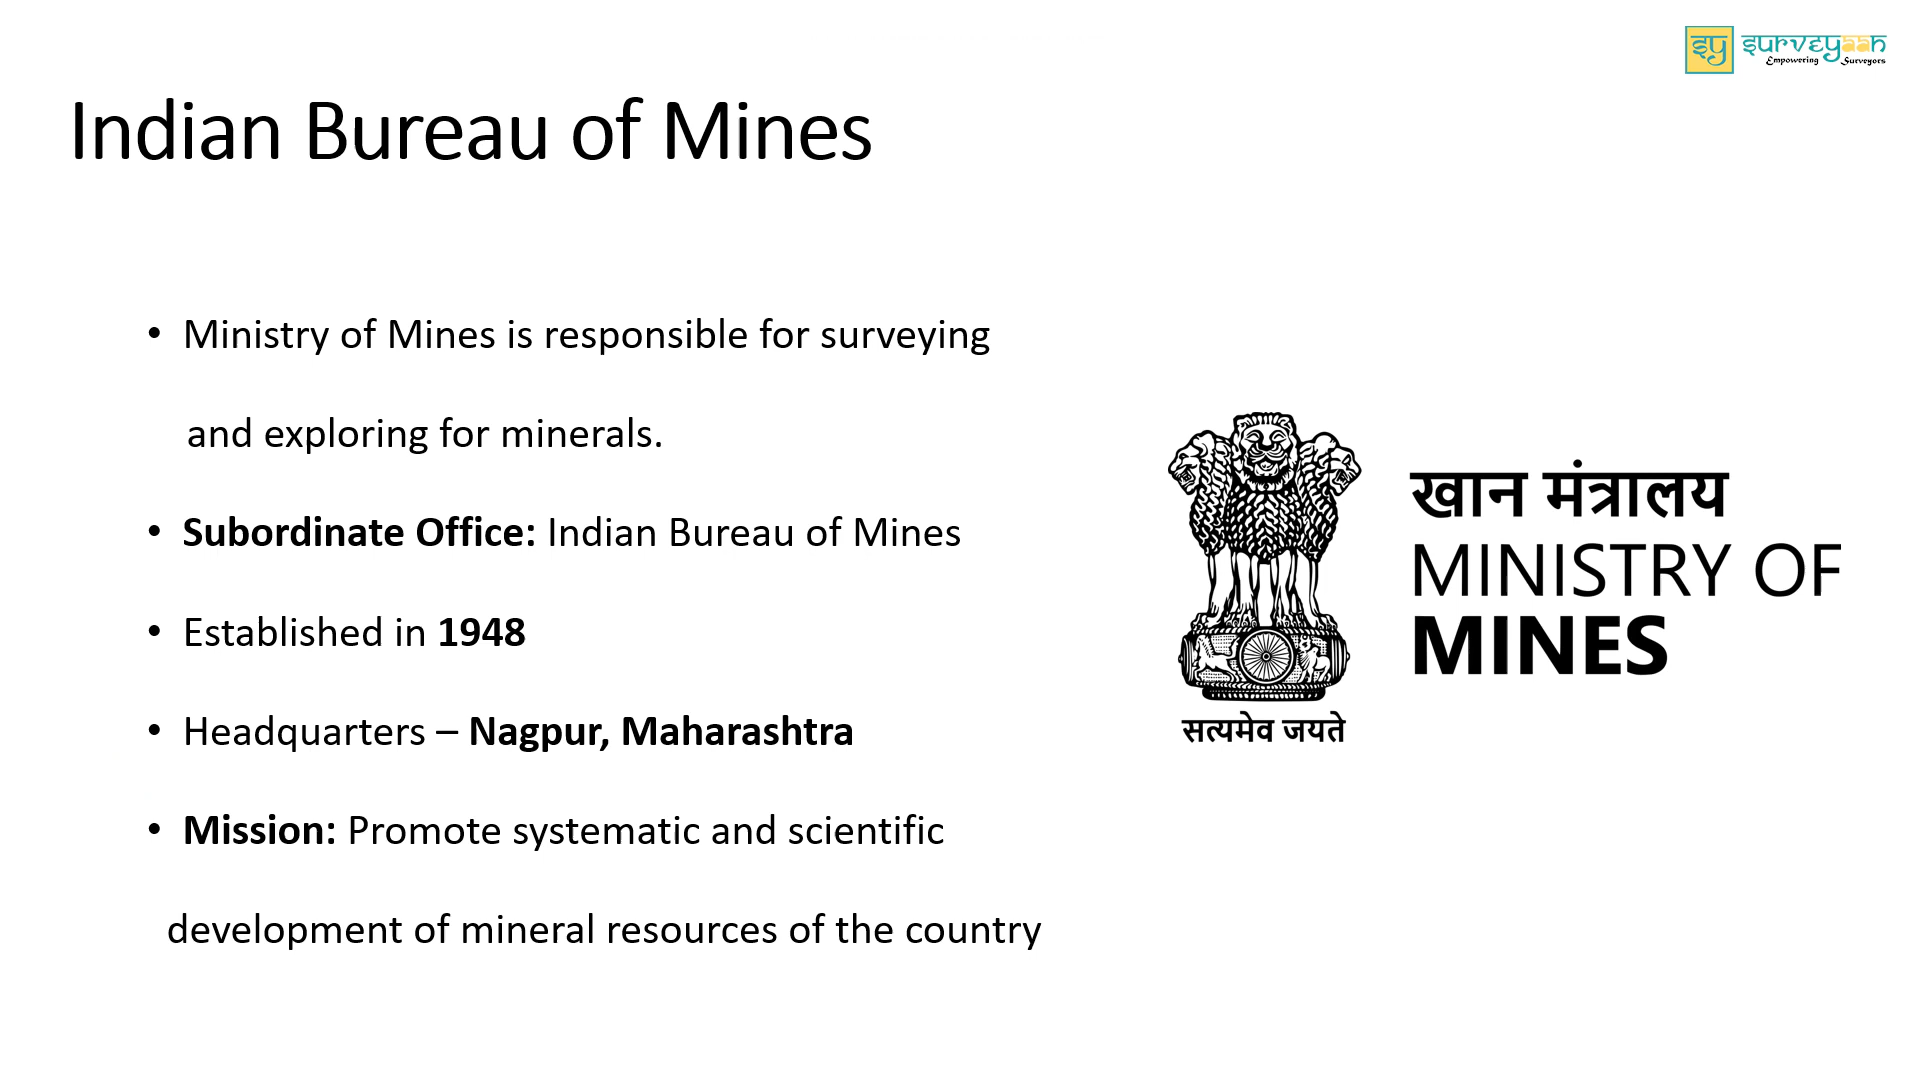 sy surveyaan
Empowering Surveyors
Indian Bureau of Mines
• Ministry of Mines is responsible for surveying
and exploring for minerals.
• Subordinate Office: Indian Bureau of Mines
• Established in 1948
• Headquarters – Nagpur, Maharashtra
• Mission: Promote systematic and scientific
development of mineral resources of the country
खान मंत्रालय
MINISTRY OF
MINES
सत्यमेव जयते